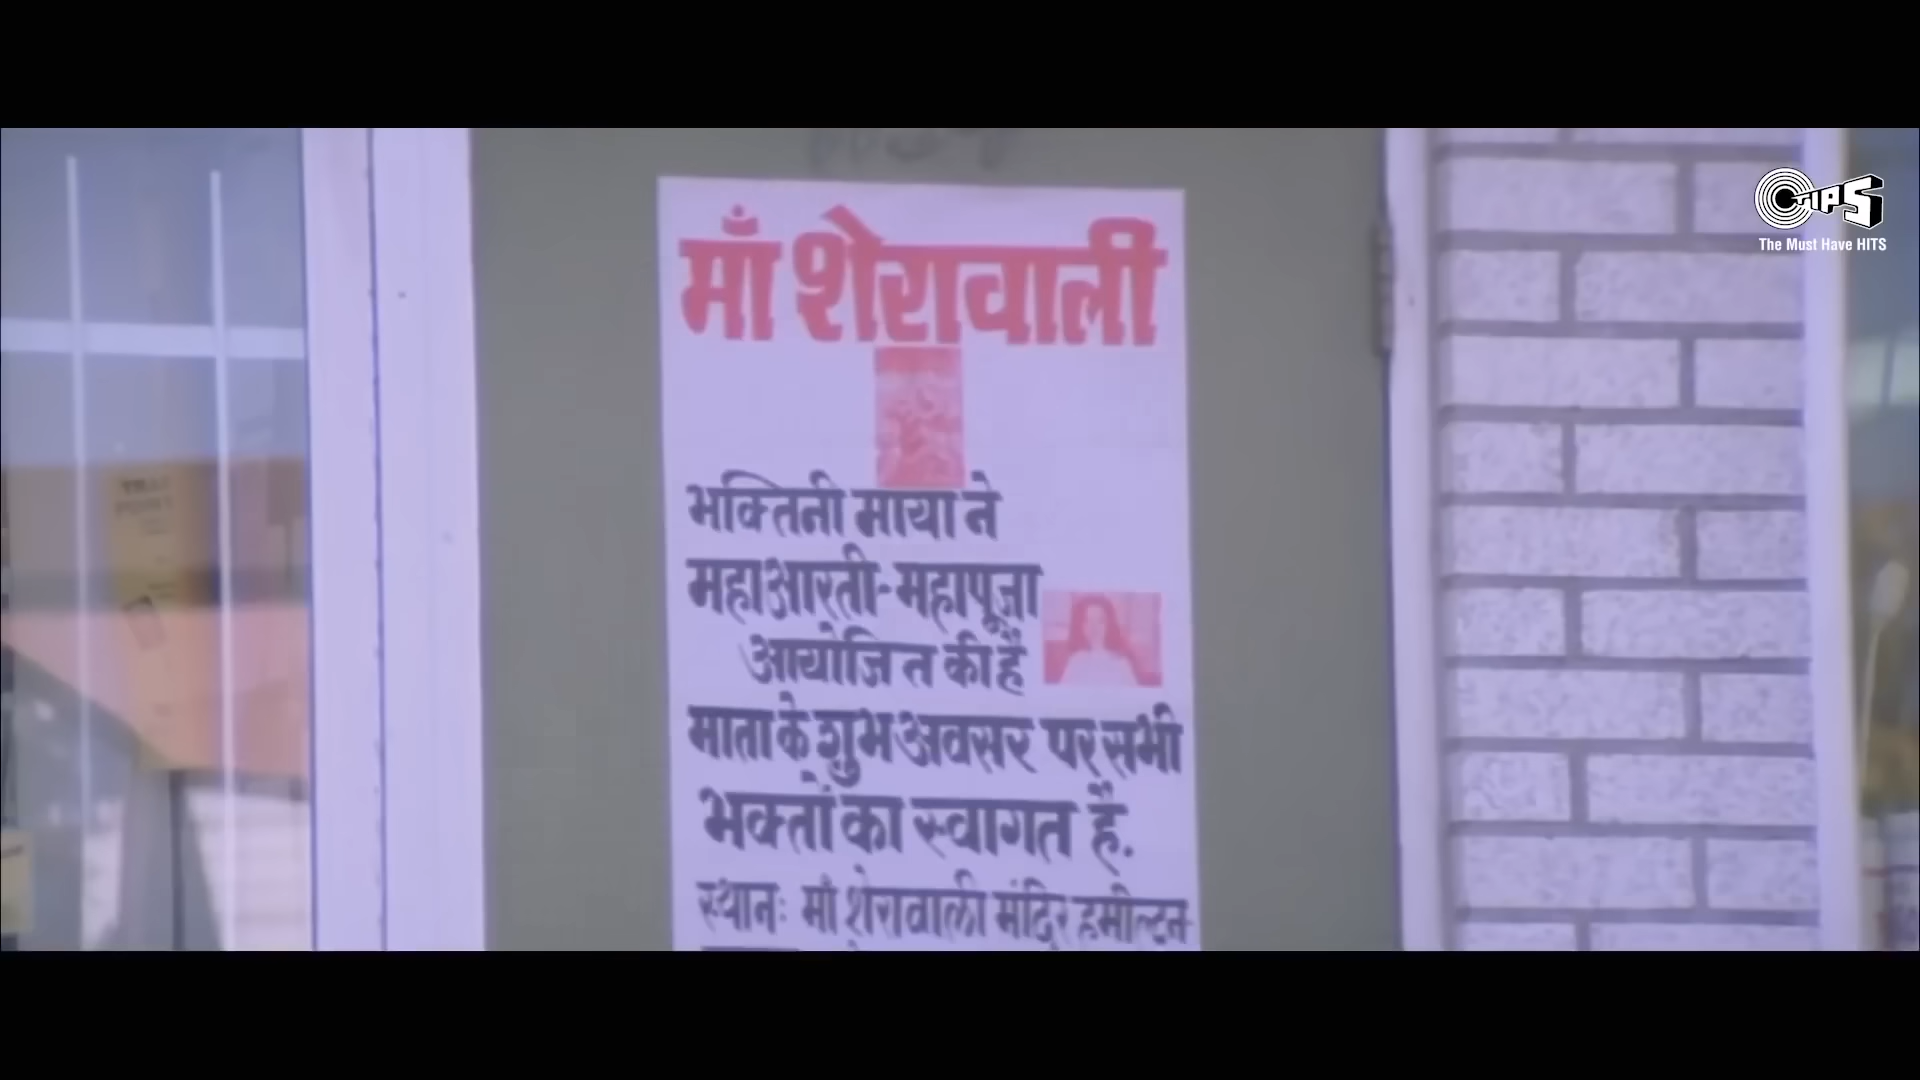 माँ शेरावाली
भक्तिनी माया ने
महाआरती-महापूजा
आयोजित की है
माता के शुभ अवसर पर सभी
भक्तों का स्वागत है.
स्थानः माँ शेरावाली मंदिर हमील्टन-
TIPS
The Must Have HITS